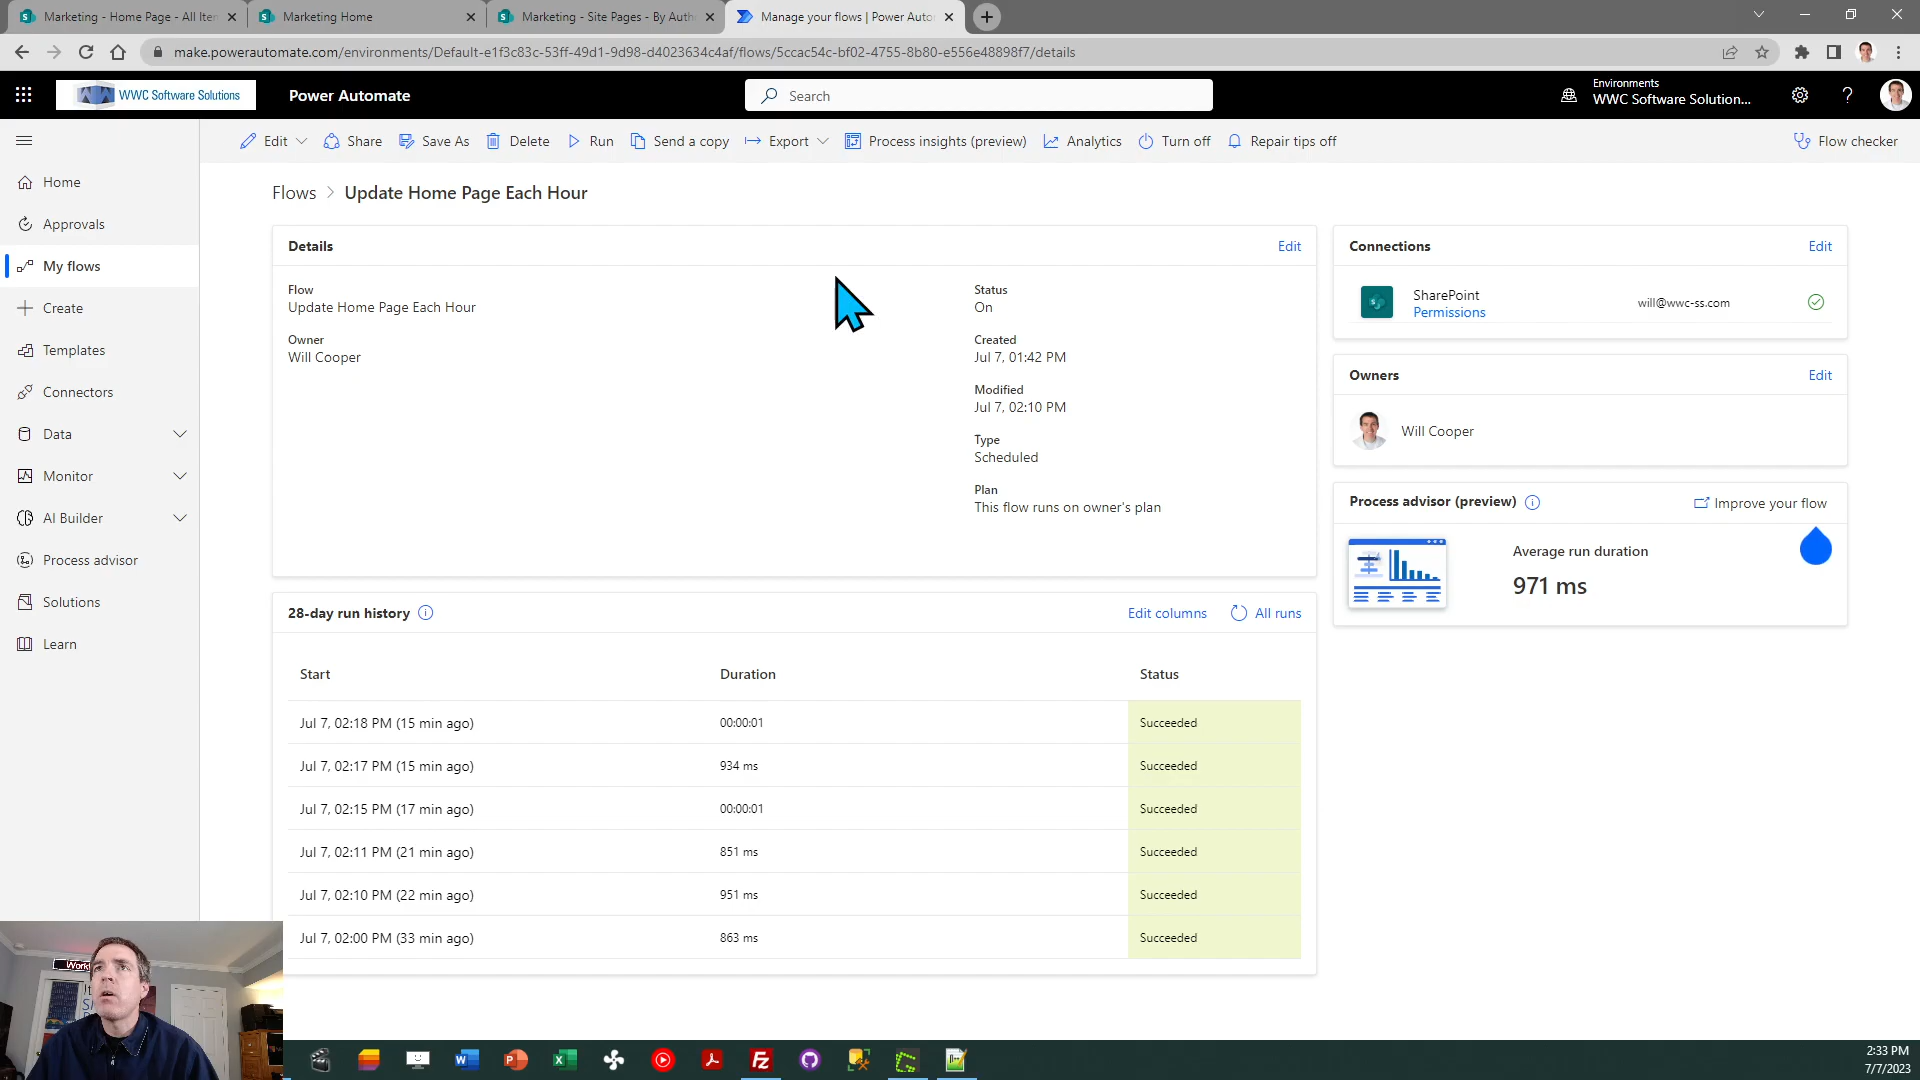 Marketing - Home Page - All Iten
Marketing Home
Marketing - Site Pages - By Auth
Manage your flows | Power Autor
make.powerautomate.com/environments/Default-e1f3c83c-53ff-49d1-9d98-d4023634c4af/flows/5ccac54c-bf02-4755-8b80-e556e48898f7/details
WWC Software Solutions
Power Automate
Search
Environments
WWC Software Solution...
Edit
Share
Save As
Delete
Run
Send a copy
Export
Process insights (preview)
Analytics
Turn off
Repair tips off
Flow checker
Home
Approvals
My flows
Create
Templates
Connectors
Data
Monitor
AI Builder
Process advisor
Solutions
Learn
Flows > Update Home Page Each Hour
Details
Edit
Flow
Update Home Page Each Hour
Owner
Will Cooper
Status
On
Created
Jul 7, 01:42 PM
Modified
Jul 7, 02:10 PM
Type
Scheduled
Plan
This flow runs on owner's plan
Connections
Edit
SharePoint
Permissions
will@wwc-ss.com
Owners
Edit
Will Cooper
Process advisor (preview)
Improve your flow
Average run duration
971 ms
28-day run history
Edit columns
All runs
Start Duration Status
Jul 7, 02:18 PM (15 min ago) 00:00:01 Succeeded
Jul 7, 02:17 PM (15 min ago) 934 ms Succeeded
Jul 7, 02:15 PM (17 min ago) 00:00:01 Succeeded
Jul 7, 02:11 PM (21 min ago) 851 ms Succeeded
Jul 7, 02:10 PM (22 min ago) 951 ms Succeeded
Jul 7, 02:00 PM (33 min ago) 863 ms Succeeded
2:33 PM
7/7/2023